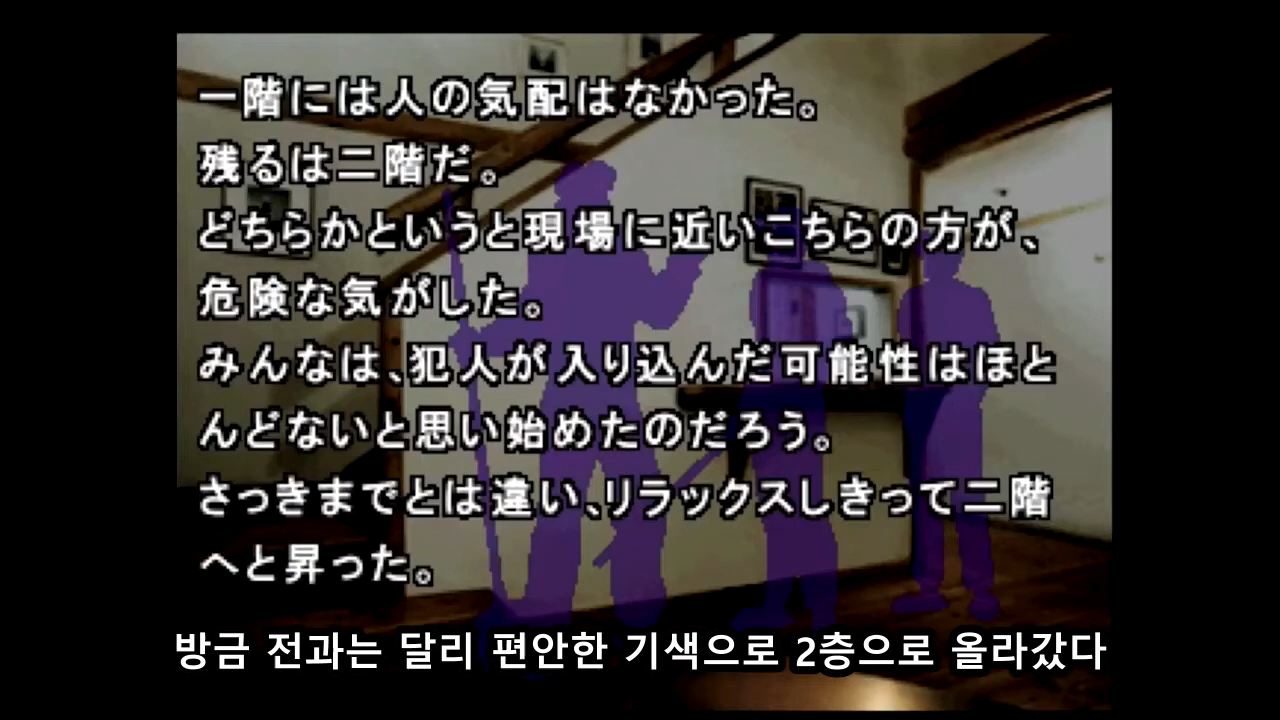 一階には人の気配はなかった。
残るは二階だ。
どちらかというと現場に近いこちらの方が、
危険な気がした。
みんなは、犯人が入り込んだ可能性はほと
んどないと思い始めたのだろう。
さっきまでとは違い、リラックスしきって二階
へと昇った。
방금 전과는 달리 편안한 기색으로 2층으로 올라갔다